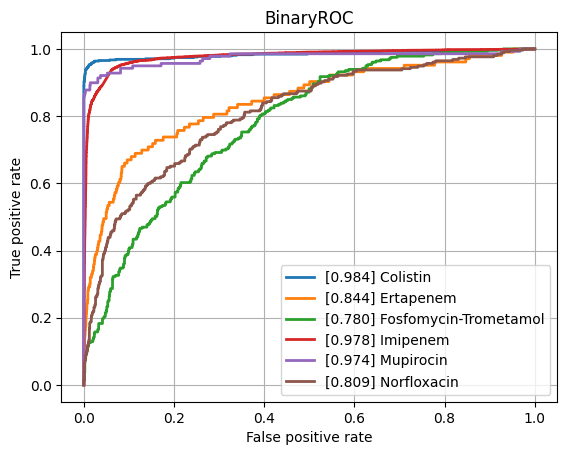 BinaryROC
True positive rate
1.0
0.8
0.6
0.4
0.2
0.0
[0.984] Colistin
[0.844] Ertapenem
[0.780] Fosfomycin-Trometamol
[0.978] Imipenem
[0.974] Mupirocin
[0.809] Norfloxacin
0.0 0.2 0.4 0.6 0.8 1.0
False positive rate